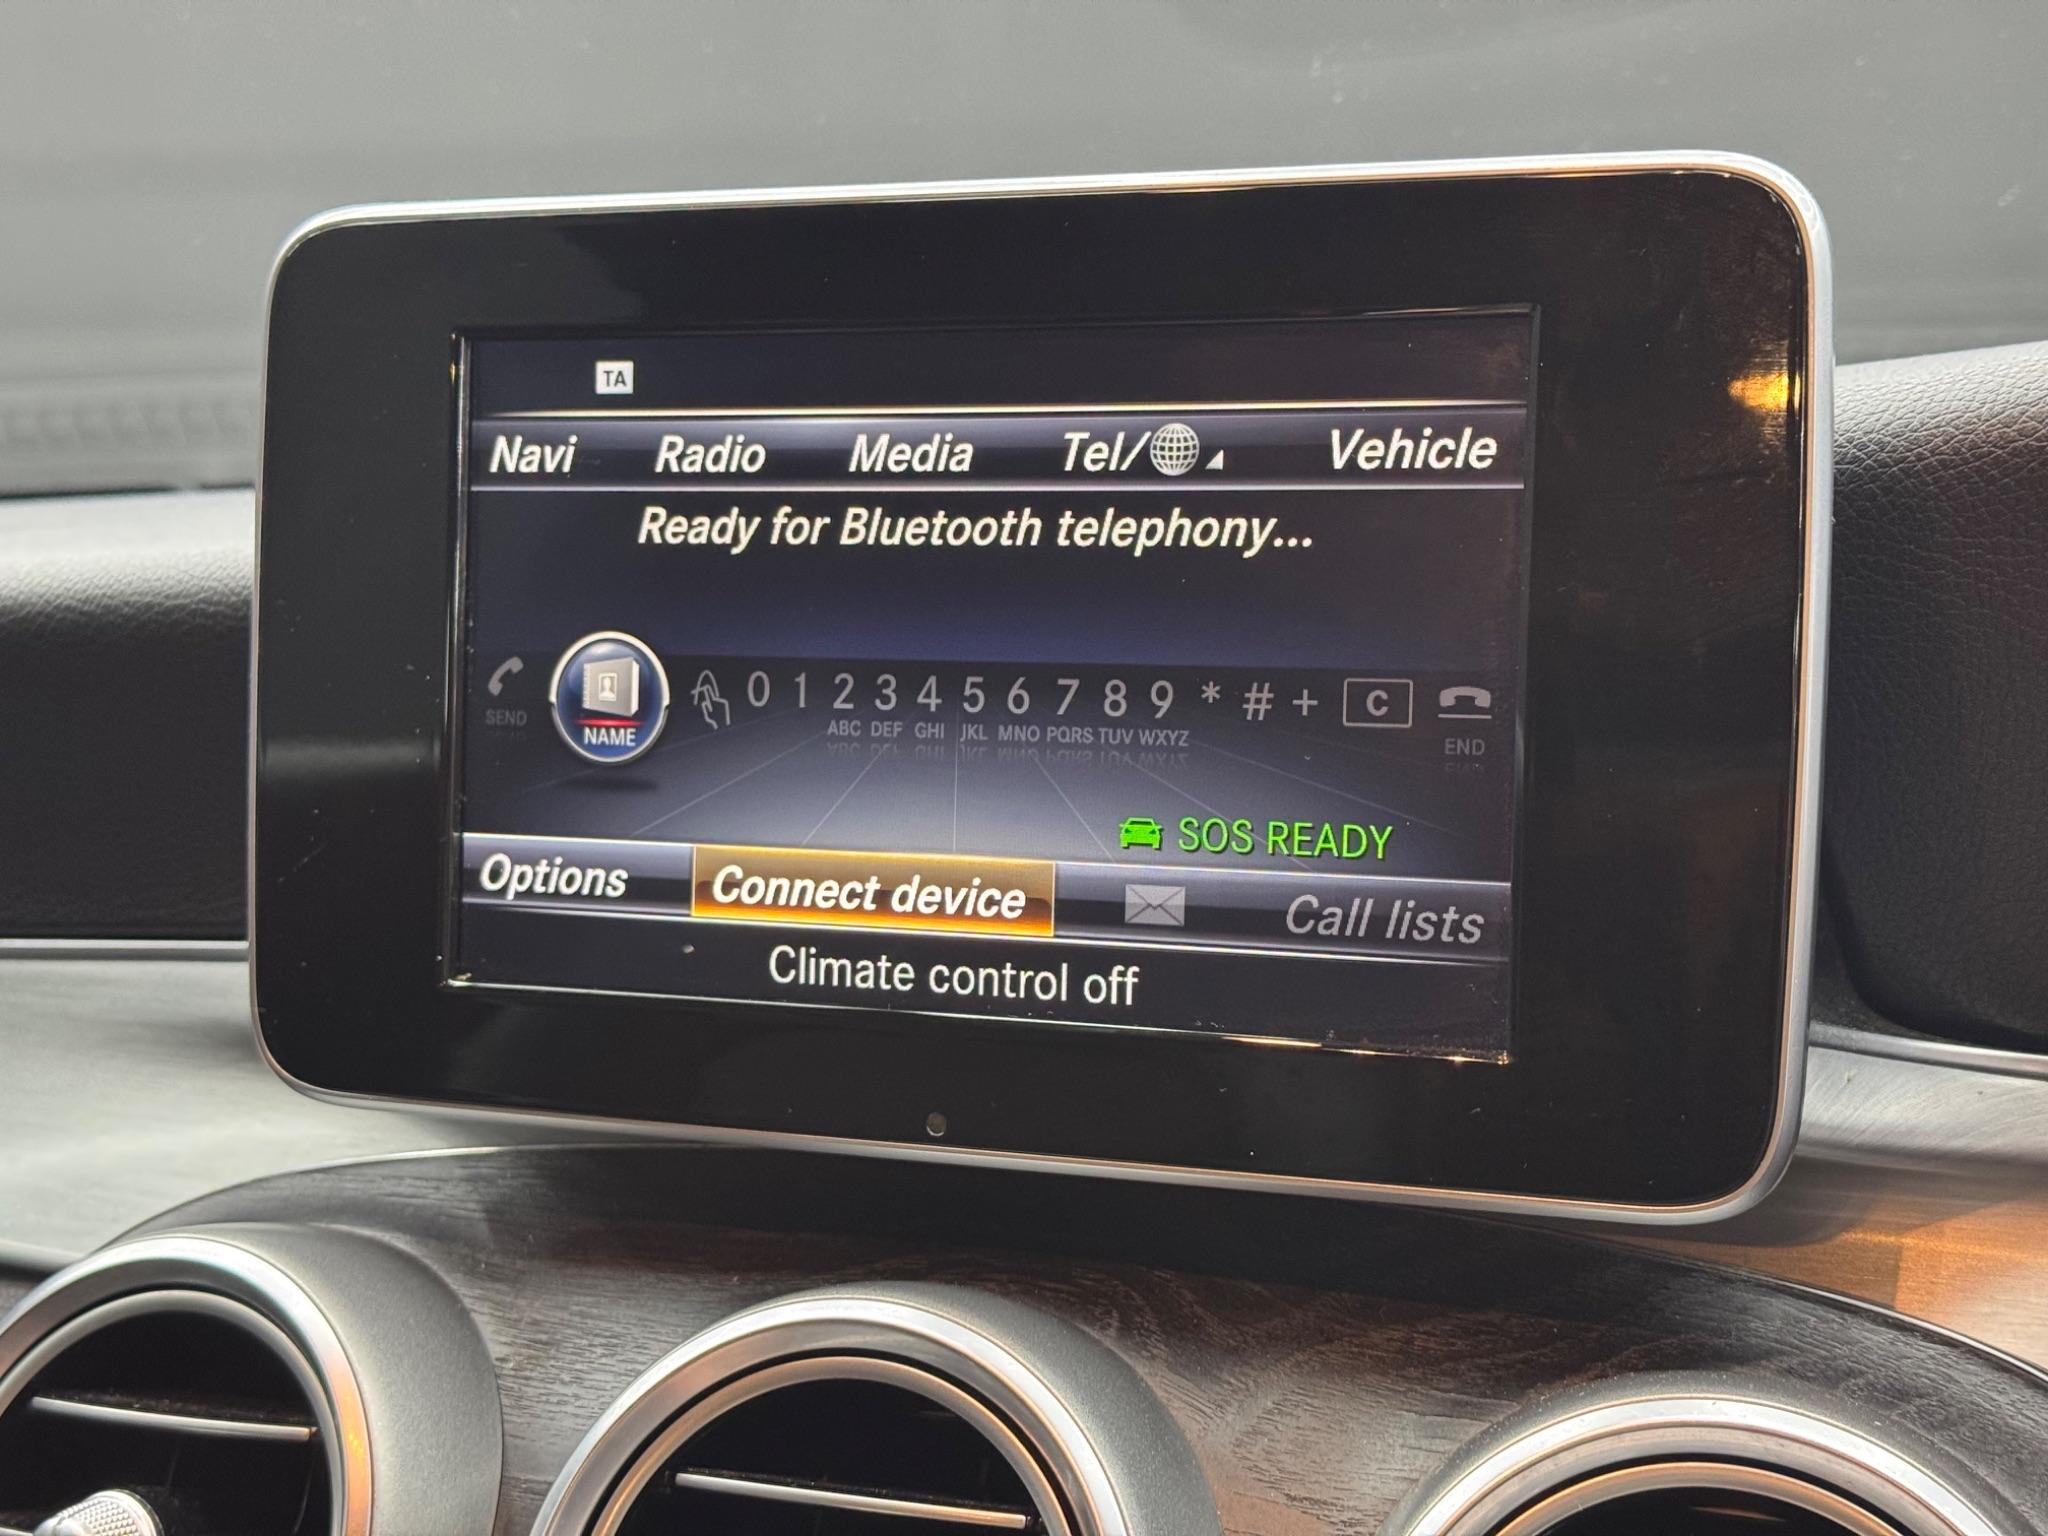 TA
Navi Radio Media Tel/ Vehicle
Ready for Bluetooth telephony...
0 1 2 3 4 5 6 7 8 9 * # + C
SEND NAME ABC DEF GHI JKL MNO PQRS TUV WXYZ END
SOS READY
Options Connect device Call lists
Climate control off